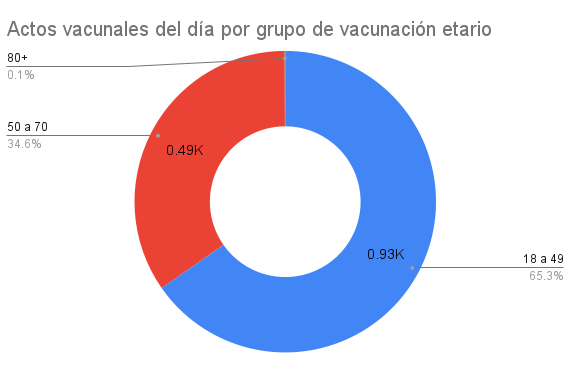 Actos vacunales del día por grupo de vacunación etario
80+
0.1%
50 a 70
34.6%
0.49K
0.93K
18 a 49
65.3%